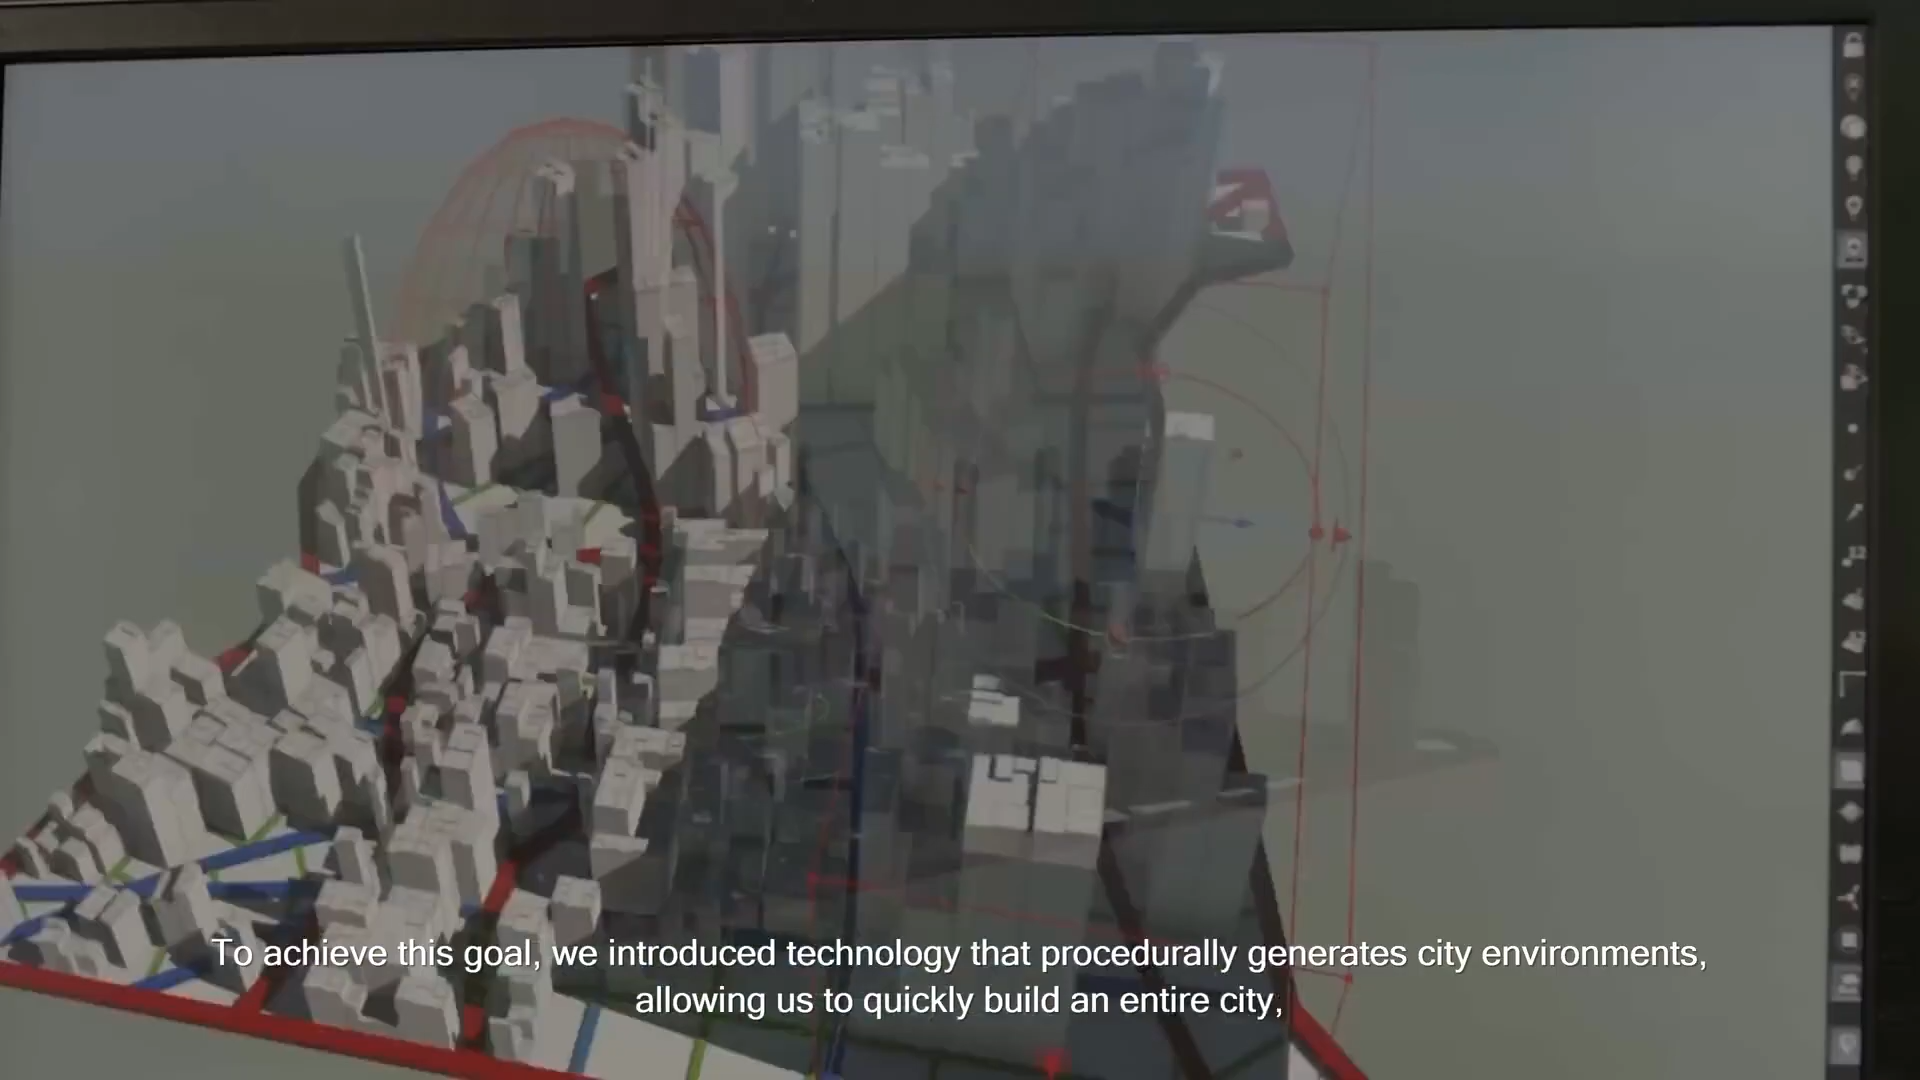 To achieve this goal, we introduced technology that procedurally generates city environments,
allowing us to quickly build an entire city,